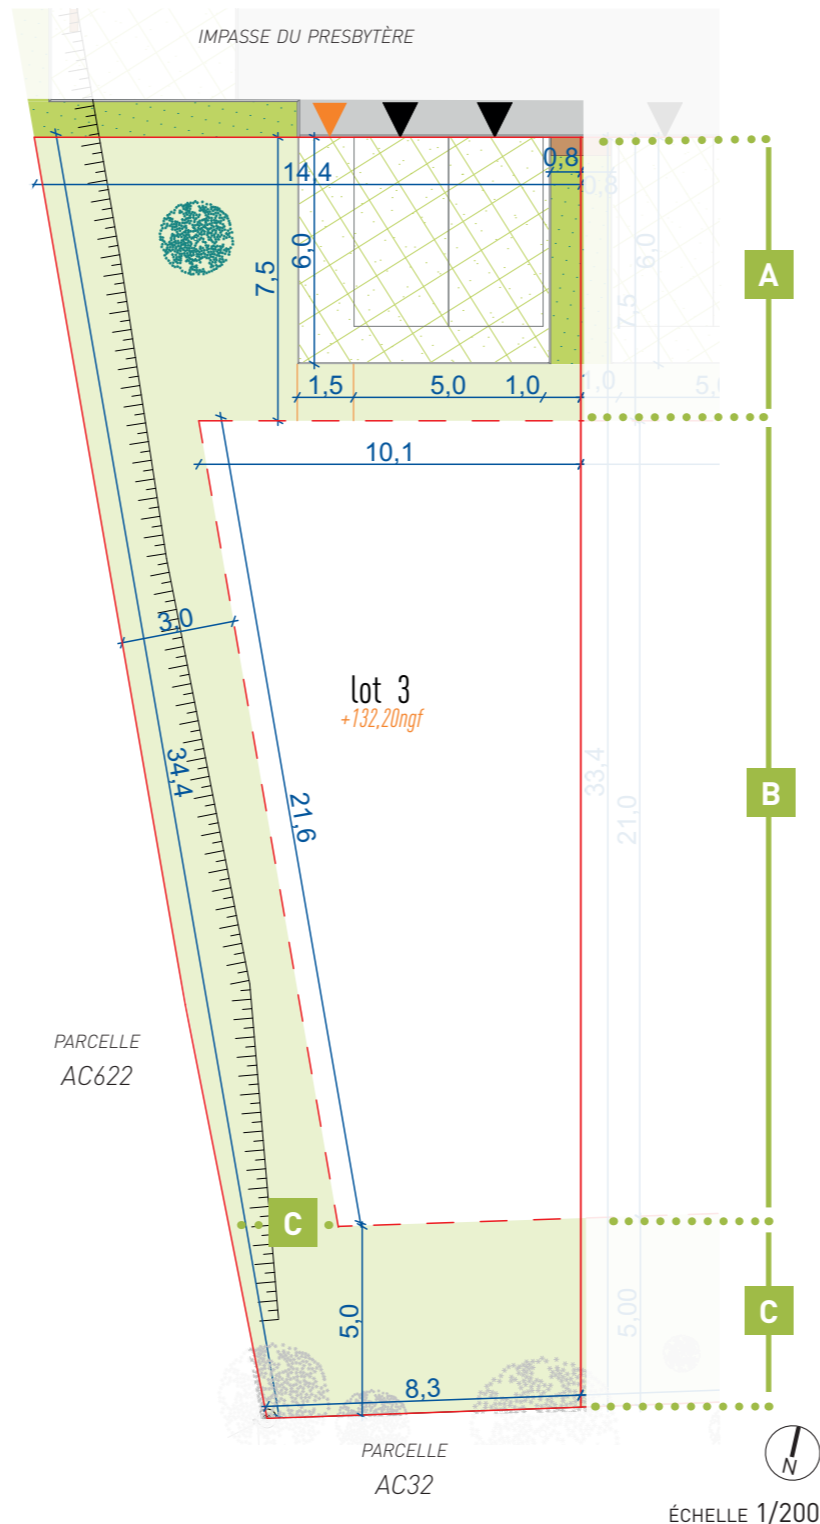 IMPASSE DU PRESBYTÈRE
0,8
14,4
0,8
6,0
6,0
7,5
7,5
A
1,5
5,0
1,0
1,0
10,1
3,0
lot 3
+132,20ngf
34,4
21,6
33,4
21,0
B
PARCELLE
AC622
C
5,0
5,00
C
8,3
PARCELLE
AC32
N
ÉCHELLE 1/200